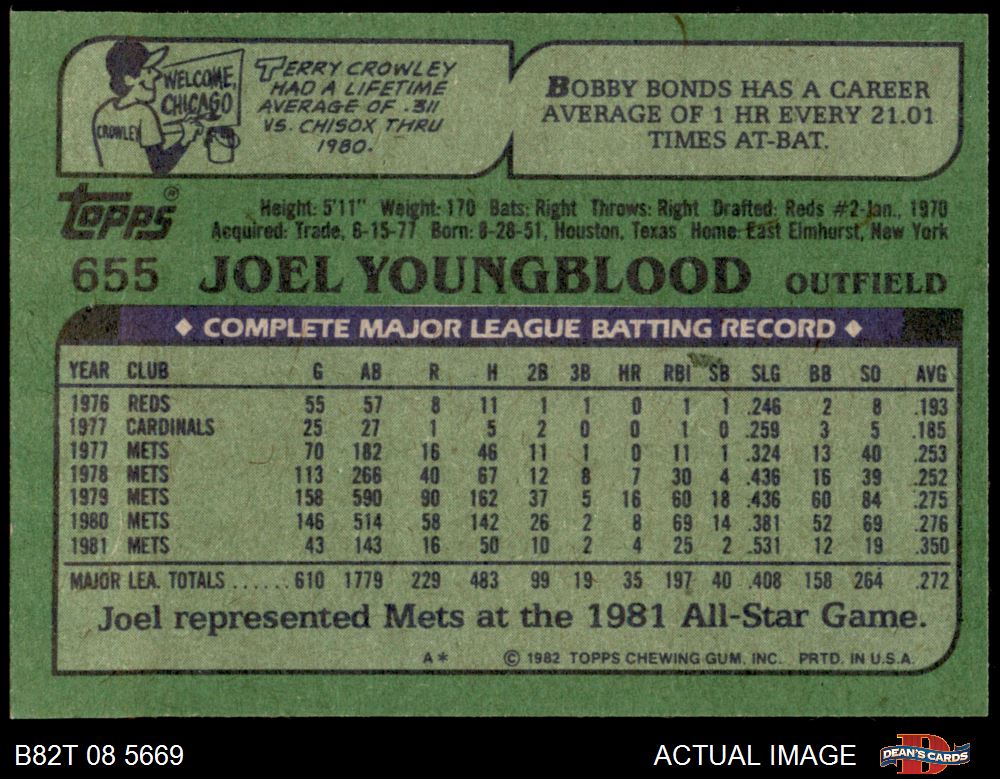 WELCOME, CHICAGO
CROWLEY
TERRY CROWLEY
HAD A LIFETIME
AVERAGE OF .311
VS. CHISOX THRU
1980.
BOBBY BONDS HAS A CAREER
AVERAGE OF 1 HR EVERY 21.01
TIMES AT-BAT.
TOPPS®
Height: 5'11" Weight: 170 Bats: Right Throws: Right Drafted: Reds #2-Jan., 1970
Acquired: Trade, 6-15-77 Born: 8-28-51, Houston, Texas Home: East Elmhurst, New York
655 JOEL YOUNGBLOOD OUTFIELD
◆ COMPLETE MAJOR LEAGUE BATTING RECORD ◆
YEAR CLUB G AB R H 2B 3B HR RBI SB SLG BB SO AVG
1976 REDS 55 57 8 11 1 1 0 1 1 .246 2 8 .193
1977 CARDINALS 25 27 1 5 2 0 0 1 0 .259 3 5 .185
1977 METS 70 182 16 46 11 1 0 11 1 .324 13 40 .253
1978 METS 113 266 40 67 12 8 7 30 4 .436 16 39 .252
1979 METS 158 590 90 162 37 5 16 60 18 .436 60 84 .275
1980 METS 146 514 58 142 26 2 8 69 14 .381 52 69 .276
1981 METS 43 143 16 50 10 2 4 25 2 .531 12 19 .350
MAJOR LEA. TOTALS ...... 610 1779 229 483 99 19 35 197 40 .408 158 264 .272
Joel represented Mets at the 1981 All-Star Game.
A* © 1982 TOPPS CHEWING GUM, INC. PRTD. IN U.S.A.
B82T 08 5669 ACTUAL IMAGE DEAN'S CARDS